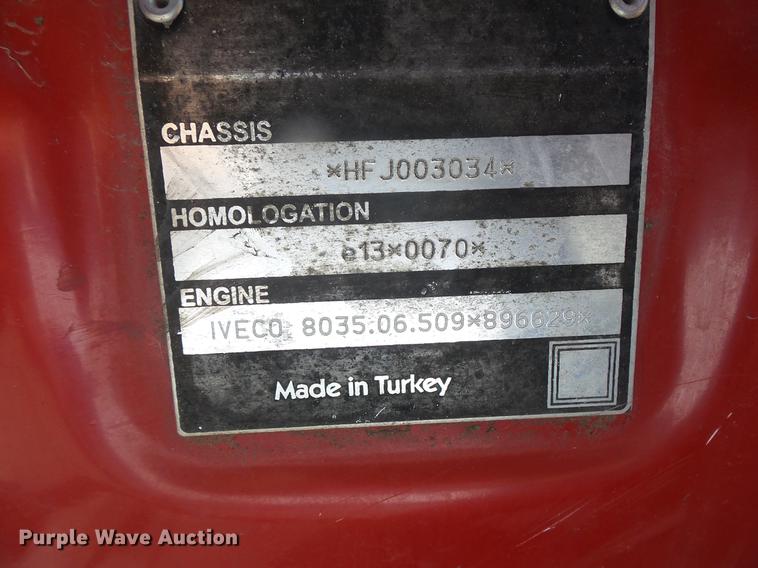 CHASSIS
*HFJ003034*
HOMOLOGATION
e13*0070*
ENGINE
IVECO 8035.06.509*896629*
Made in Turkey
Purple Wave Auction